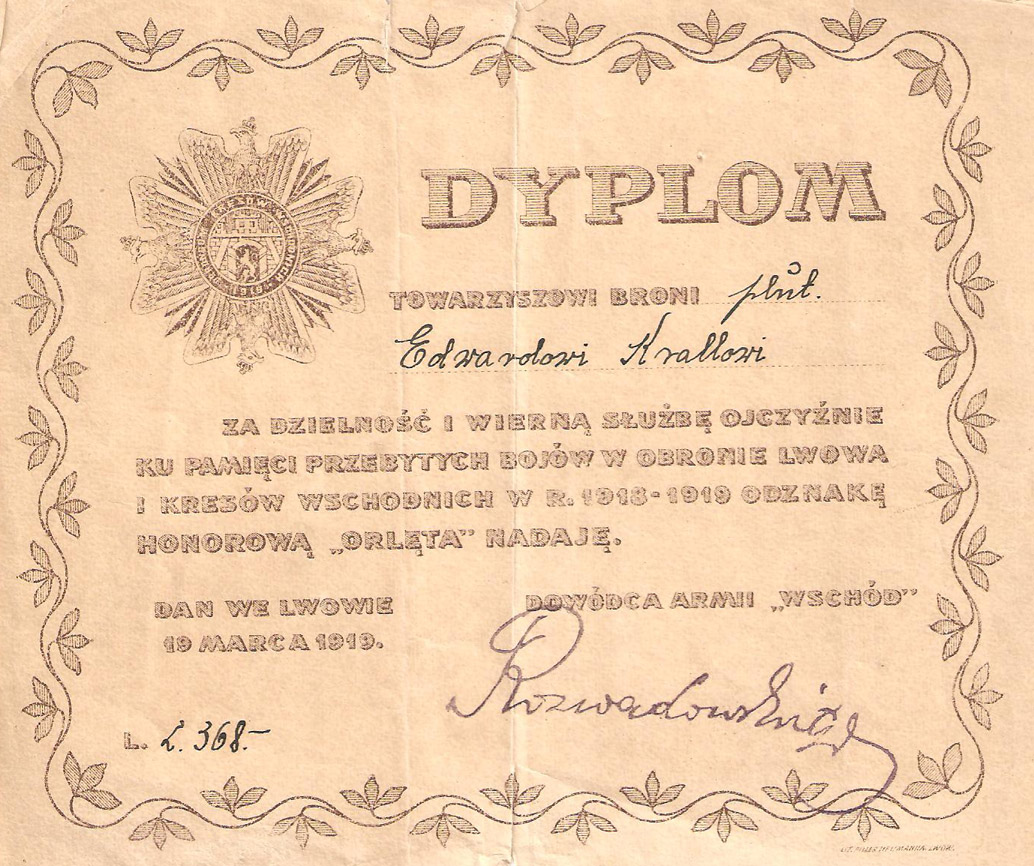 DYPLOM
TOWARZYSZOWI BRONI plut.
Edwardowi Krallowi
ZA DZIELNOŚĆ I WIERNĄ SŁUŻBĘ OJCZYŹNIE
KU PAMIĘCI PRZEBYTYCH BOJÓW W OBRONIE LWOWA
I KRESÓW WSCHODNICH W R. 1918-1919 ODZNAKĘ
HONOROWĄ „ORLĘTA” NADAJĘ.
DAN WE LWOWIE
19 MARCA 1919.
DOWÓDCA ARMII „WSCHÓD”
Rozwadowski
L. L. 368.-